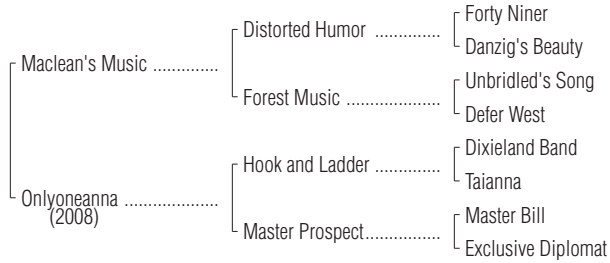 Forty Niner
Distorted Humor ..............
Danzig's Beauty
Maclean's Music ..............
Unbridled's Song
Forest Music ....................
Defer West
Dixieland Band
Hook and Ladder ..............
Taianna
Onlyoneanna ....................
(2008)
Master Bill
Master Prospect................
Exclusive Diplomat